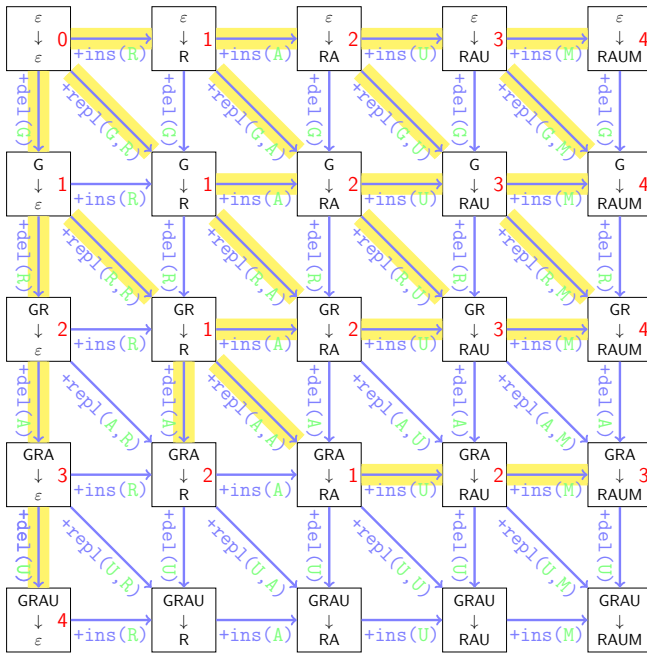 ε ε ε ε ε
↓ 0 ↓ 1 ↓ 2 ↓ 3 ↓ 4
ε +ins(R) R +ins(A) RA +ins(U) RAU +ins(M) RAUM
+del(G) +repl(G,R) +del(G) +repl(G,A) +del(G) +repl(G,U) +del(G) +repl(G,M) +del(G)
G G G G G
↓ 1 ↓ 1 ↓ 2 ↓ 3 ↓ 4
ε +ins(R) R +ins(A) RA +ins(U) RAU +ins(M) RAUM
+del(R) +repl(R,R) +del(R) +repl(R,A) +del(R) +repl(R,U) +del(R) +repl(R,M) +del(R)
GR GR GR GR GR
↓ 2 ↓ 1 ↓ 2 ↓ 3 ↓ 4
ε +ins(R) R +ins(A) RA +ins(U) RAU +ins(M) RAUM
+del(A) +repl(A,R) +del(A) +repl(A,A) +del(A) +repl(A,U) +del(A) +repl(A,M) +del(A)
GRA GRA GRA GRA GRA
↓ 3 ↓ 2 ↓ 1 ↓ 2 ↓ 3
ε +ins(R) R +ins(A) RA +ins(U) RAU +ins(M) RAUM
+del(U) +repl(U,R) +del(U) +repl(U,A) +del(U) +repl(U,U) +del(U) +repl(U,M) +del(U)
GRAU GRAU GRAU GRAU GRAU
↓ 4 ↓ ↓ ↓ ↓
ε +ins(R) R +ins(A) RA +ins(U) RAU +ins(M) RAUM